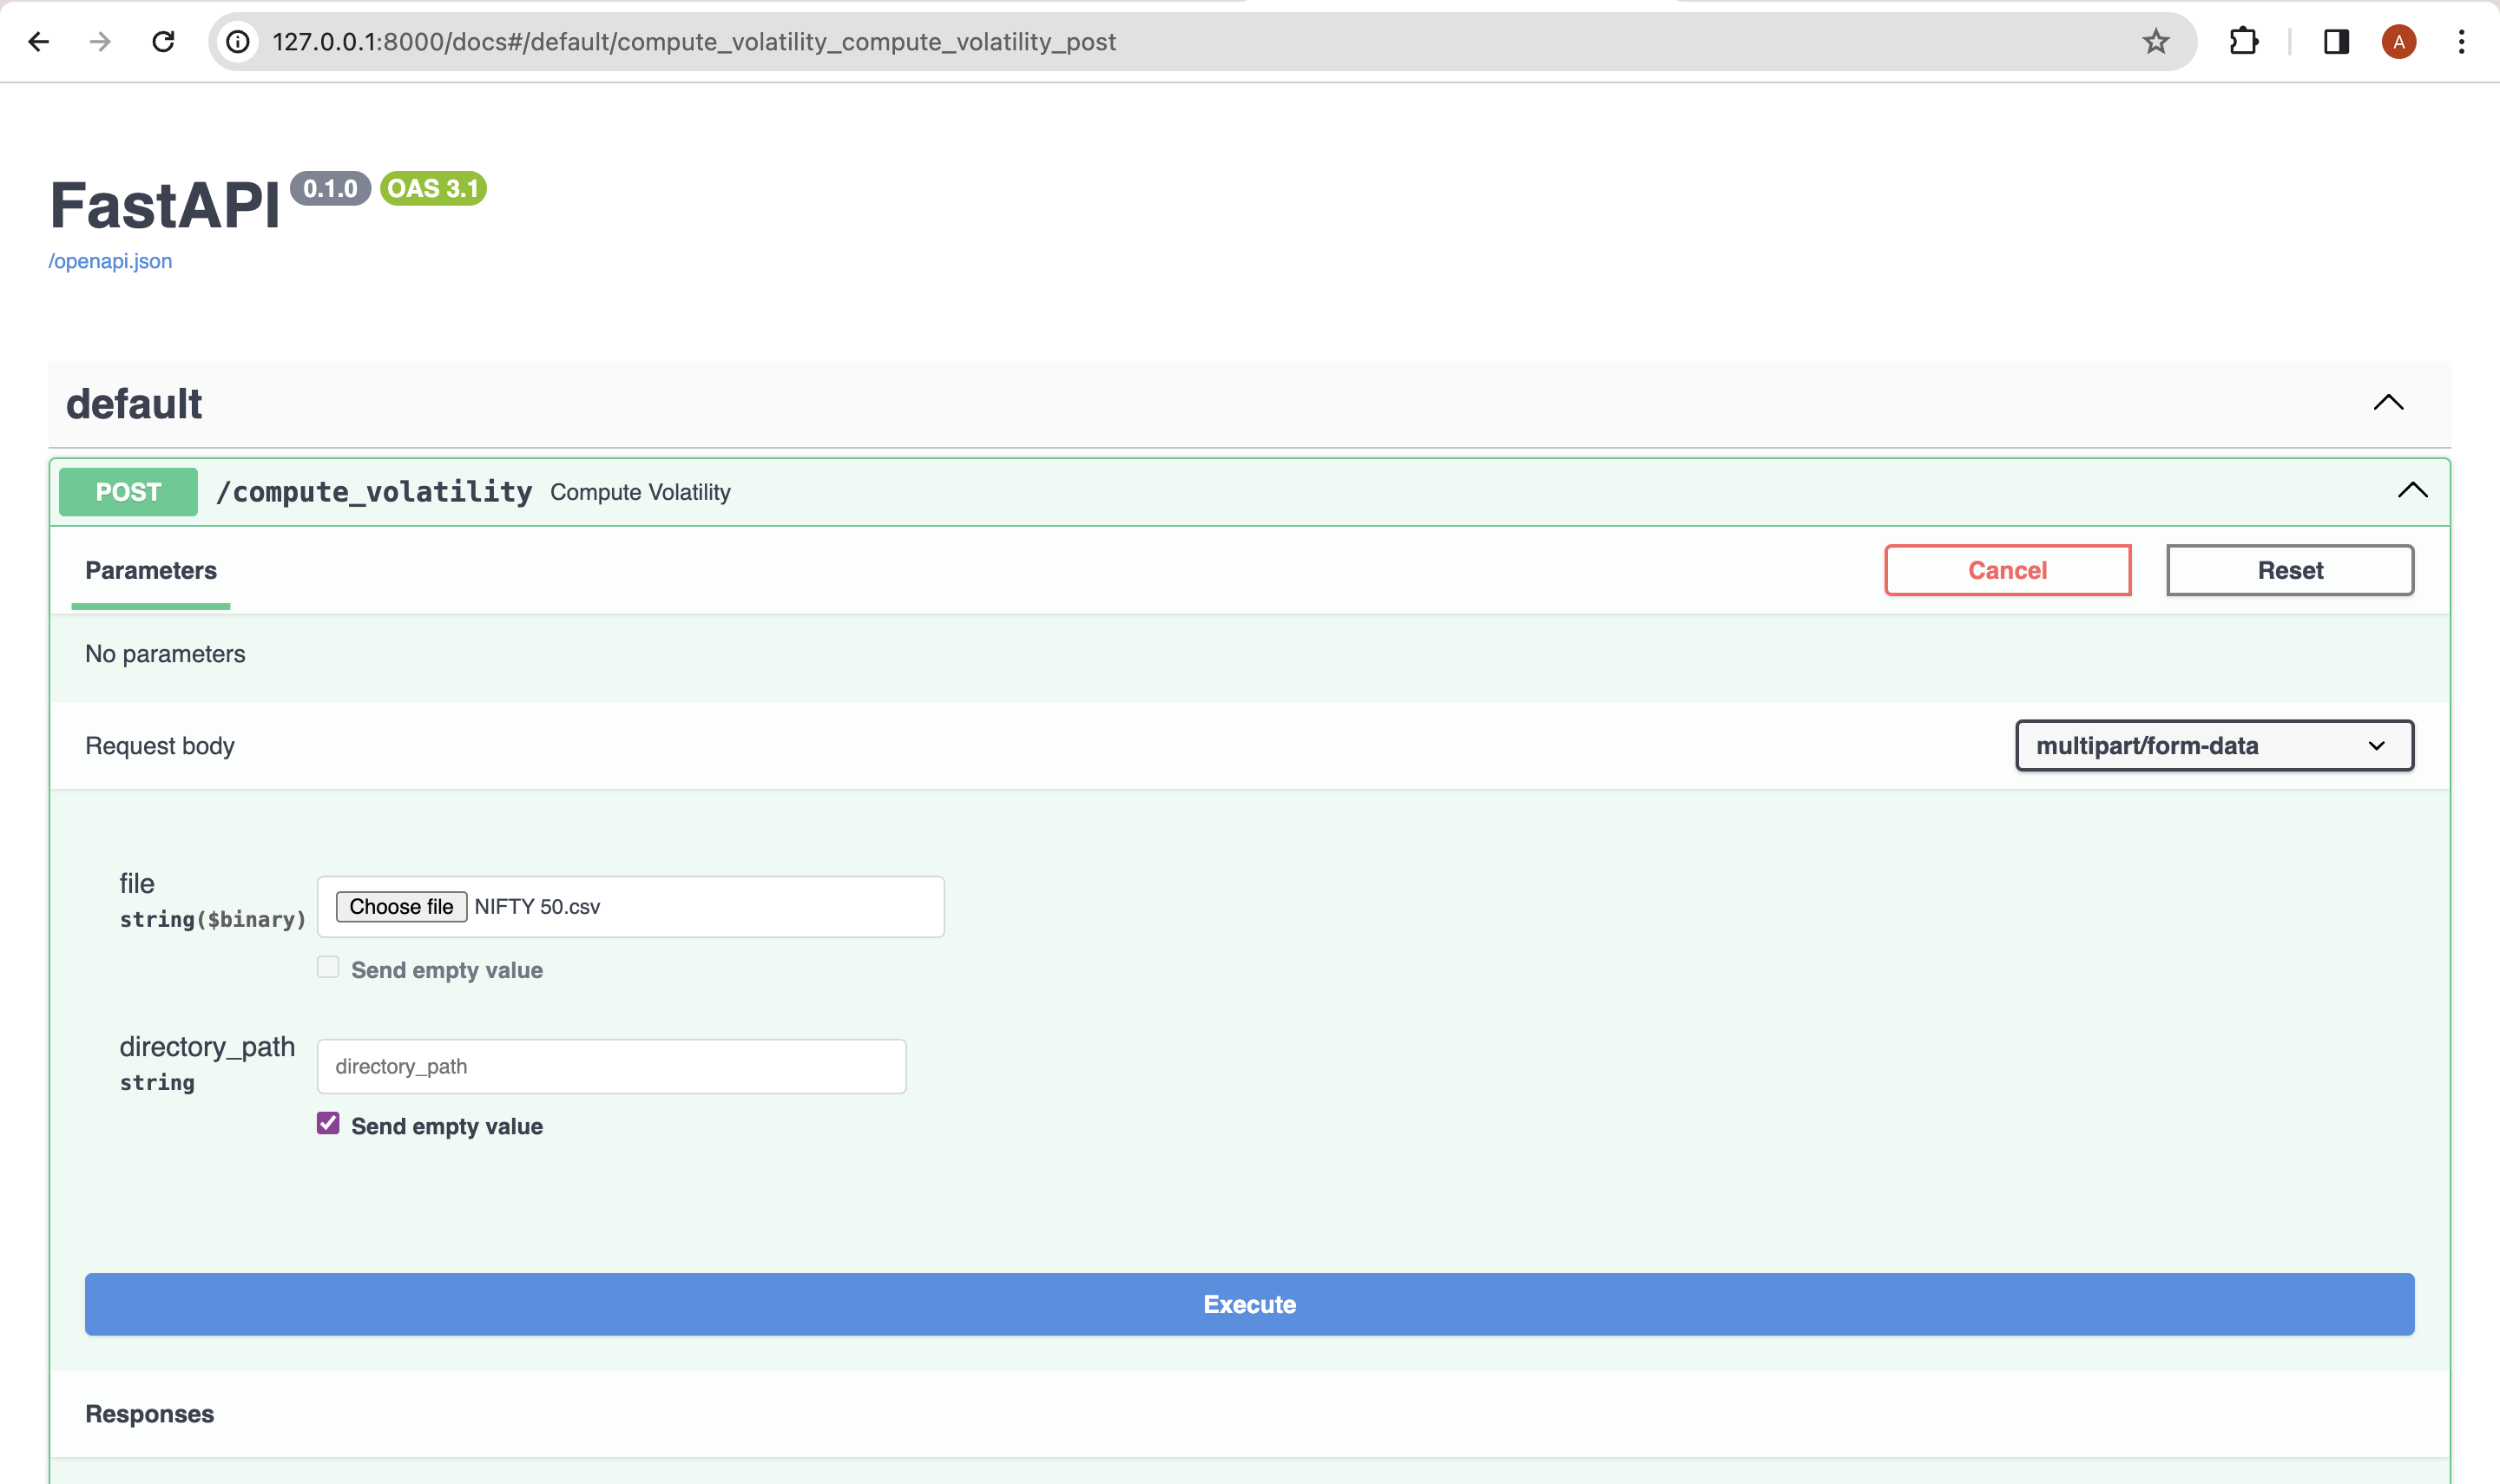 127.0.0.1:8000/docs#/default/compute_volatility_compute_volatility_post
A
FastAPI 0.1.0 OAS 3.1
/openapi.json
default
POST /compute_volatility Compute Volatility
Parameters
Cancel
Reset
No parameters
Request body
multipart/form-data
file
string($binary)
Choose file NIFTY 50.csv
Send empty value
directory_path
string
directory_path
Send empty value
Execute
Responses